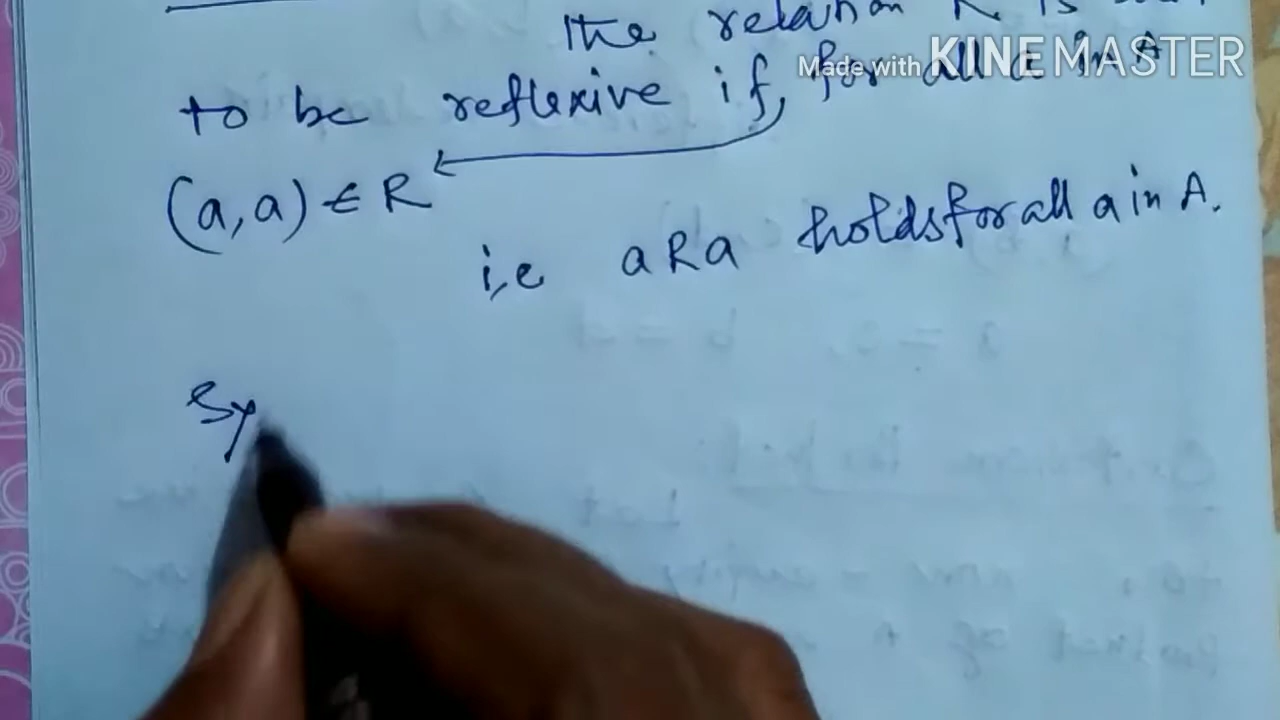 The relation R is
to be reflexive if, for all a in A
Made with KINEMASTER
(a,a) ∈ R
i,e aRa holds for all a in A.
Sy